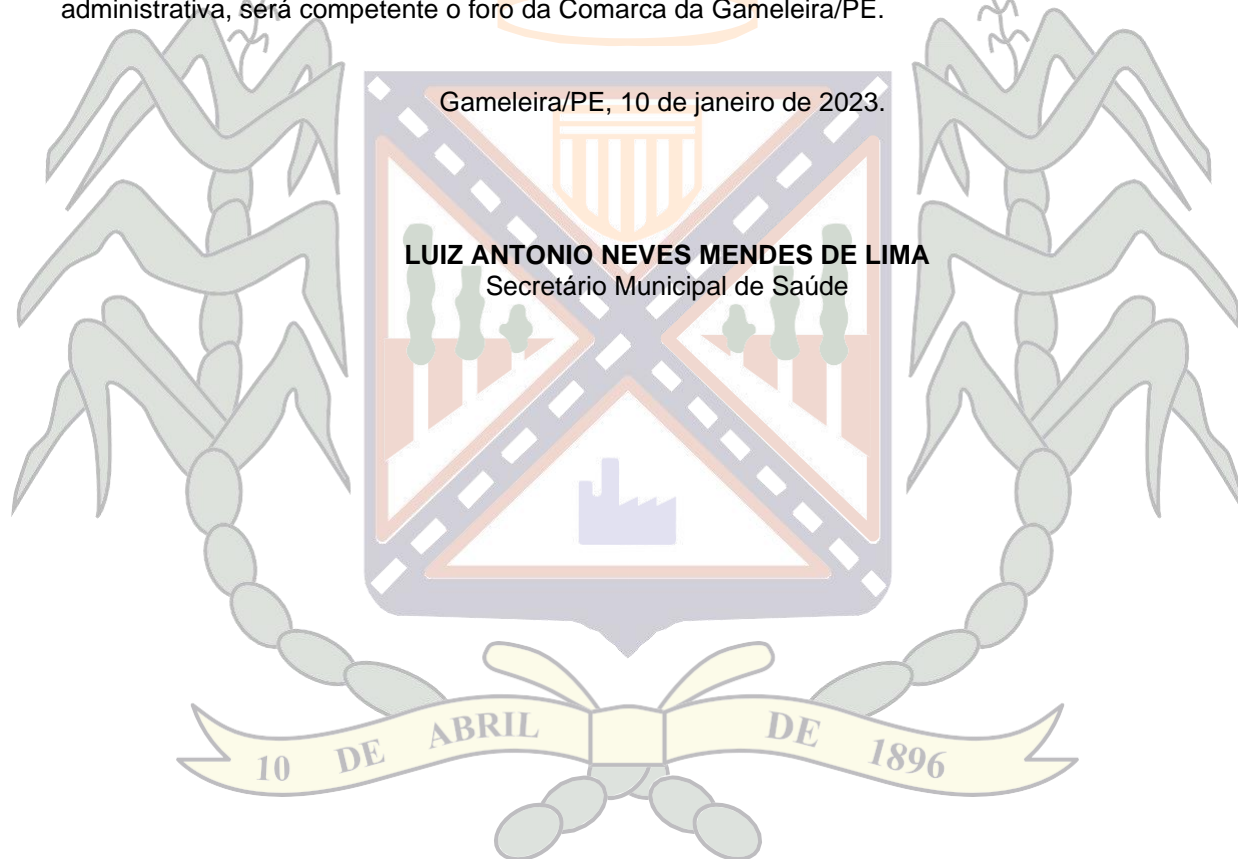 administrativa, será competente o foro da Comarca da Gameleira/PE.
Gameleira/PE, 10 de janeiro de 2023.
LUIZ ANTONIO NEVES MENDES DE LIMA
Secretário Municipal de Saúde
10 DE ABRIL DE 1896